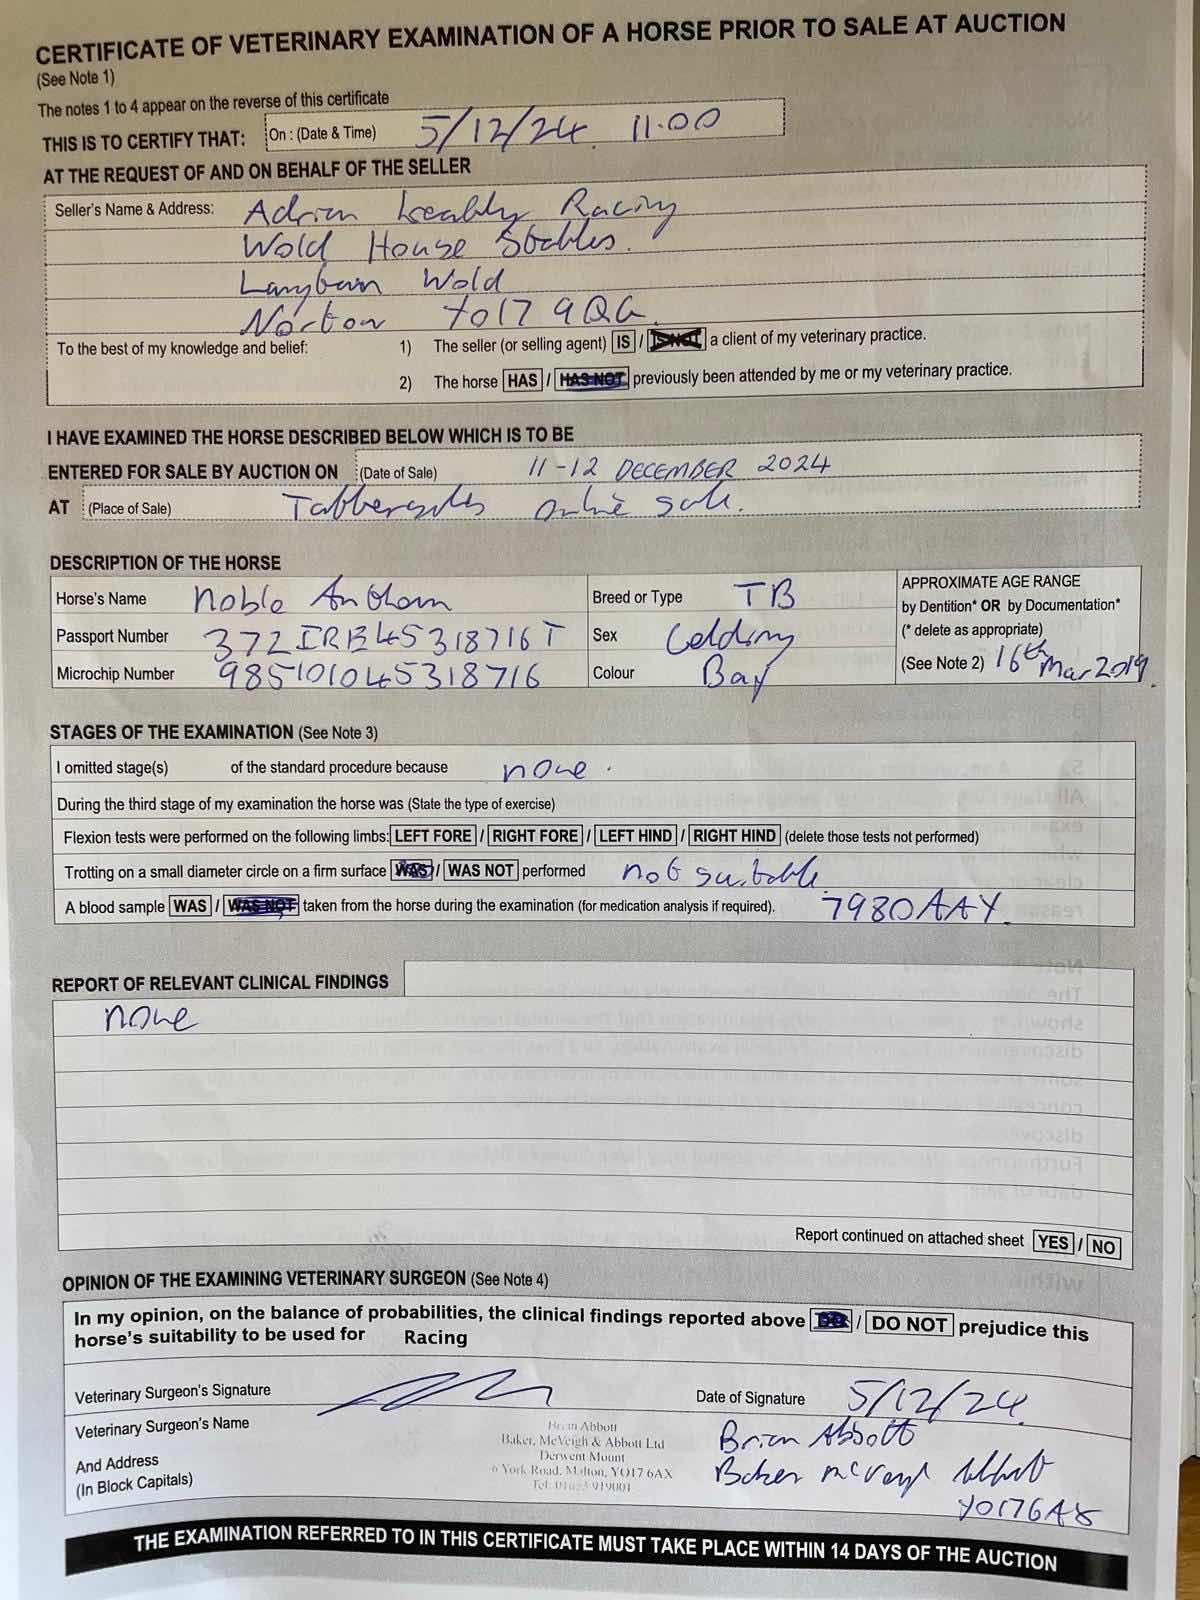 CERTIFICATE OF VETERINARY EXAMINATION OF A HORSE PRIOR TO SALE AT AUCTION
(See Note 1)
The notes 1 to 4 appear on the reverse of this certificate
THIS IS TO CERTIFY THAT: On : (Date & Time) 5/12/24. 11.00
AT THE REQUEST OF AND ON BEHALF OF THE SELLER
Seller's Name & Address: Adrian Racing
Wold House Stables.
Wold
Norton YO17 9QG.
To the best of my knowledge and belief: 1) The seller (or selling agent) IS / IS NOT a client of my veterinary practice.
2) The horse HAS / HAS NOT previously been attended by me or my veterinary practice.
I HAVE EXAMINED THE HORSE DESCRIBED BELOW WHICH IS TO BE
ENTERED FOR SALE BY AUCTION ON (Date of Sale) 11-12 DECEMBER 2024
AT (Place of Sale) Tattersalls online sale.
DESCRIPTION OF THE HORSE
Horse's Name Noble Anthem Breed or Type TB
Passport Number 372IRE45318716T Sex Gelding
Microchip Number 985101045318716 Colour Bay
APPROXIMATE AGE RANGE
by Dentition* OR by Documentation*
(* delete as appropriate)
(See Note 2) 16th Mar 2019.
STAGES OF THE EXAMINATION (See Note 3)
I omitted stage(s) of the standard procedure because none.
During the third stage of my examination the horse was (State the type of exercise)
Flexion tests were performed on the following limbs: LEFT FORE / RIGHT FORE / LEFT HIND / RIGHT HIND (delete those tests not performed)
Trotting on a small diameter circle on a firm surface WAS / WAS NOT performed not suitable.
A blood sample WAS / WAS NOT taken from the horse during the examination (for medication analysis if required). 7980AAY.
REPORT OF RELEVANT CLINICAL FINDINGS
none
Report continued on attached sheet YES / NO
OPINION OF THE EXAMINING VETERINARY SURGEON (See Note 4)
In my opinion, on the balance of probabilities, the clinical findings reported above DO / DO NOT prejudice this
horse's suitability to be used for Racing
Veterinary Surgeon's Signature Date of Signature 5/12/24.
Veterinary Surgeon's Name
And Address
(In Block Capitals)
Brian Abbott
Baker, McVeigh & Abbott Ltd
Derwent Mount
6 York Road, Malton, YO17 6AX
Tel: 01653 919001
Brian Abbott
Baker McVeigh Abbott
YO176AX
THE EXAMINATION REFERRED TO IN THIS CERTIFICATE MUST TAKE PLACE WITHIN 14 DAYS OF THE AUCTION